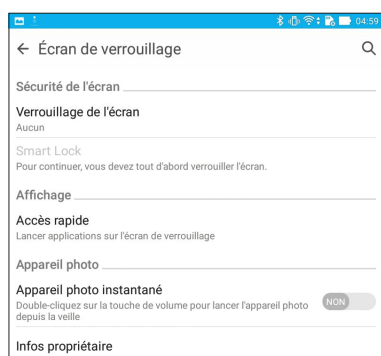 04:59
Écran de verrouillage
Sécurité de l'écran
Verrouillage de l'écran
Aucun
Smart Lock
Pour continuer, vous devez tout d'abord verrouiller l'écran.
Affichage
Accès rapide
Lancer applications sur l'écran de verrouillage
Appareil photo
Appareil photo instantané
Double-cliquez sur la touche de volume pour lancer l'appareil photo
depuis la veille
NON
Infos propriétaire